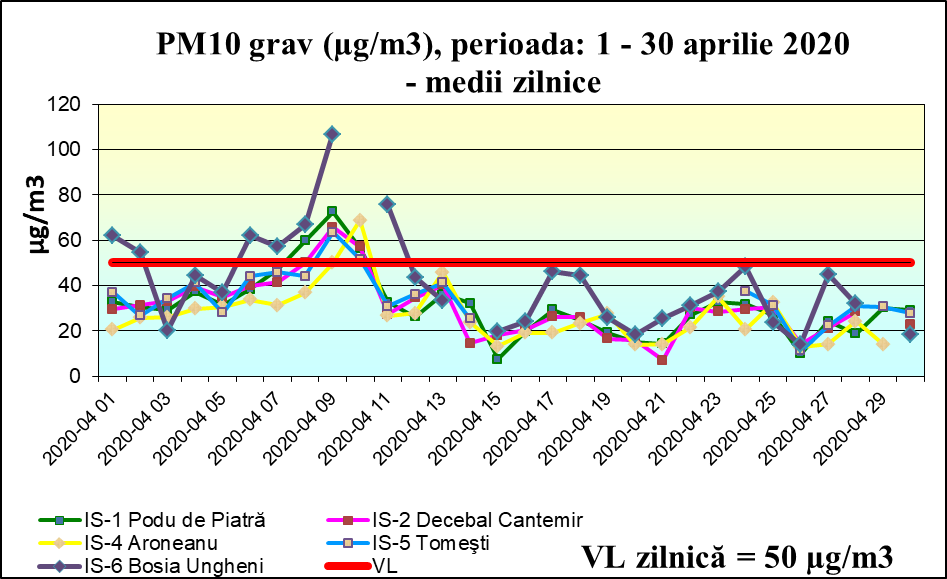 PM10 grav (µg/m3), perioada: 1 - 30 aprilie 2020
- medii zilnice
120
100
80
60
40
20
0
µg/m3
2020-04 01
2020-04 03
2020-04 05
2020-04 07
2020-04 09
2020-04 11
2020-04 13
2020-04 15
2020-04 17
2020-04 19
2020-04 21
2020-04 23
2020-04 25
2020-04 27
2020-04 29
IS-1 Podu de Piatră
IS-2 Decebal Cantemir
IS-4 Aroneanu
IS-5 Tomeşti
IS-6 Bosia Ungheni
VL
VL zilnică = 50 µg/m3